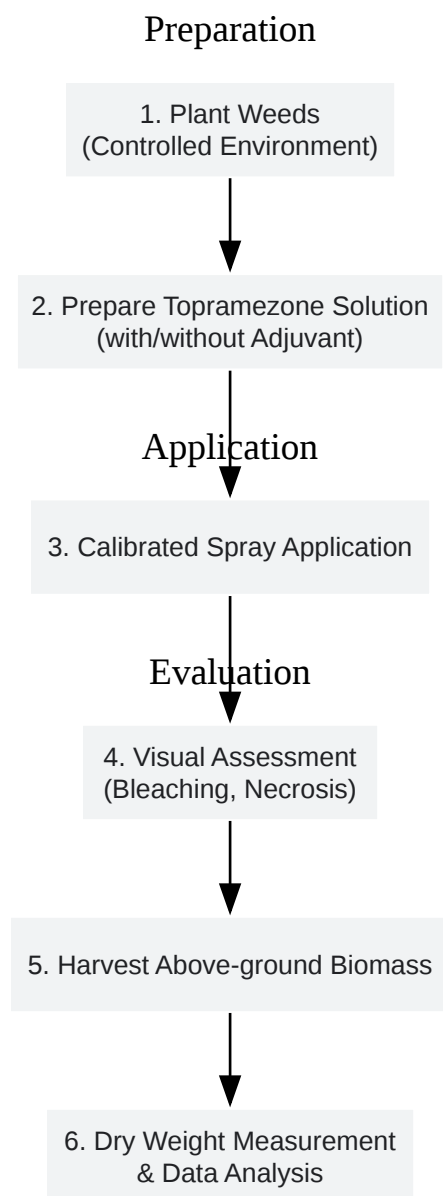 Preparation
1. Plant Weeds
(Controlled Environment)
2. Prepare Topramezone Solution
(with/without Adjuvant)
Application
3. Calibrated Spray Application
Evaluation
4. Visual Assessment
(Bleaching, Necrosis)
5. Harvest Above-ground Biomass
6. Dry Weight Measurement
& Data Analysis